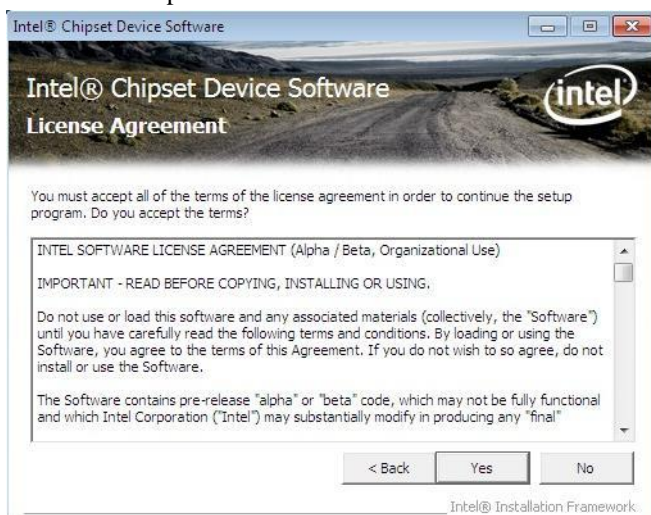 Intel® Chipset Device Software
Intel® Chipset Device Software
intel
License Agreement
You must accept all of the terms of the license agreement in order to continue the setup
program. Do you accept the terms?
INTEL SOFTWARE LICENSE AGREEMENT (Alpha / Beta, Organizational Use)
IMPORTANT - READ BEFORE COPYING, INSTALLING OR USING.
Do not use or load this software and any associated materials (collectively, the "Software")
until you have carefully read the following terms and conditions. By loading or using the
Software, you agree to the terms of this Agreement. If you do not wish to so agree, do not
install or use the Software.
The Software contains pre-release "alpha" or "beta" code, which may not be fully functional
and which Intel Corporation ("Intel") may substantially modify in producing any "final"
< Back
Yes
No
Intel® Installation Framework